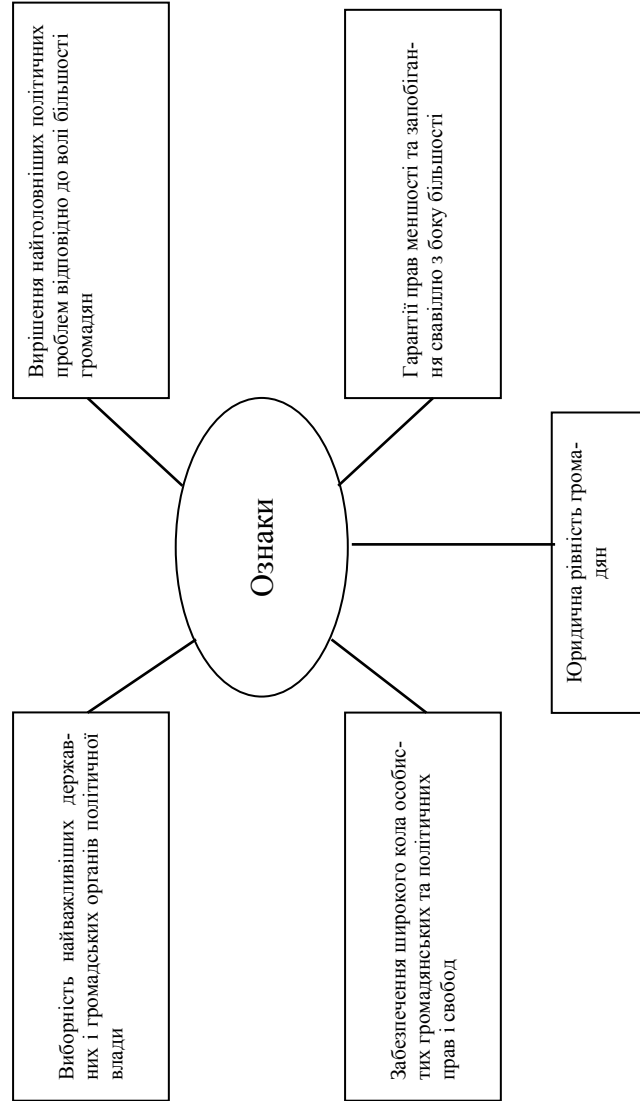 Виборність найважливіших держав-
них і громадських органів політичної
влади
Вирішення найголовніших політичних
проблем відповідно до волі більшості
громадян
Ознаки
Забезпечення широкого кола особис-
тих громадянських та політичних
прав і свобод
Гарантії прав меншості та запобіган-
ня свавіллю з боку більшості
Юридична рівність грома-
дян